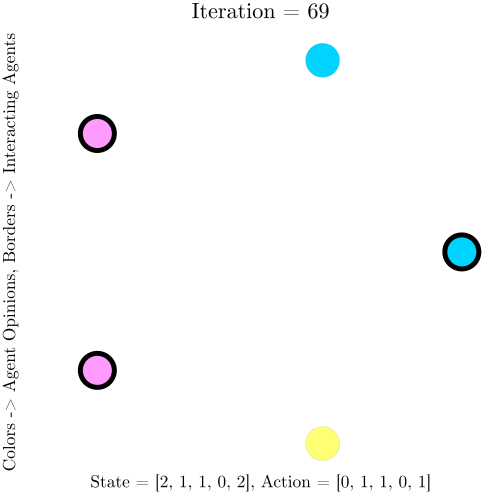 Iteration = 69
Colors -> Agent Opinions, Borders -> Interacting Agents
State = [2, 1, 1, 0, 2], Action = [0, 1, 1, 0, 1]